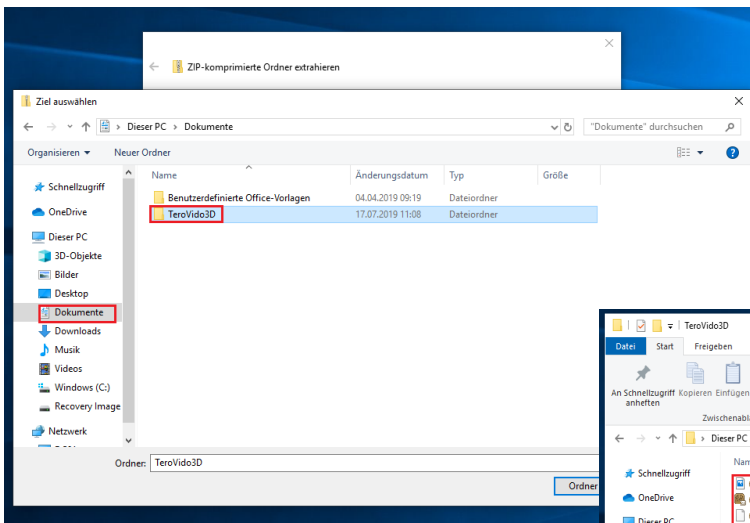 ZIP-komprimierte Ordner extrahieren
Ziel auswählen
Dieser PC > Dokumente
"Dokumente" durchsuchen
Organisieren Neuer Ordner
Name Änderungsdatum Typ Größe
Benutzerdefinierte Office-Vorlagen 04.04.2019 09:19 Dateiordner
TeroVido3D 17.07.2019 11:08 Dateiordner
Schnellzugriff
OneDrive
Dieser PC
3D-Objekte
Bilder
Desktop
Dokumente
Downloads
Musik
Videos
Windows (C:)
Recovery Image
Netzwerk
Ordner: TeroVido3D
Ordner
TeroVido3D
Datei Start Freigeben
An Schnellzugriff anheften Kopieren Einfügen
Zwischenabl
Dieser PC
Nam
Schnellzugriff
OneDrive
Dieser PC